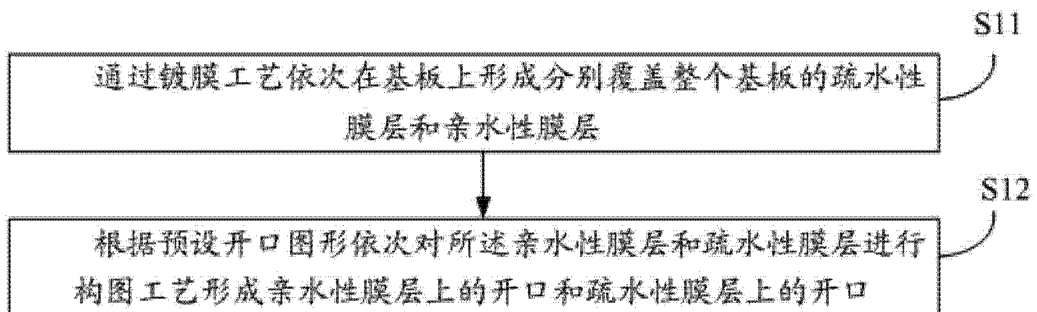 S11
通过镀膜工艺依次在基板上形成分别覆盖整个基板的疏水性
膜层和亲水性膜层
S12
根据预设开口图形依次对所述亲水性膜层和疏水性膜层进行
构图工艺形成亲水性膜层上的开口和疏水性膜层上的开口